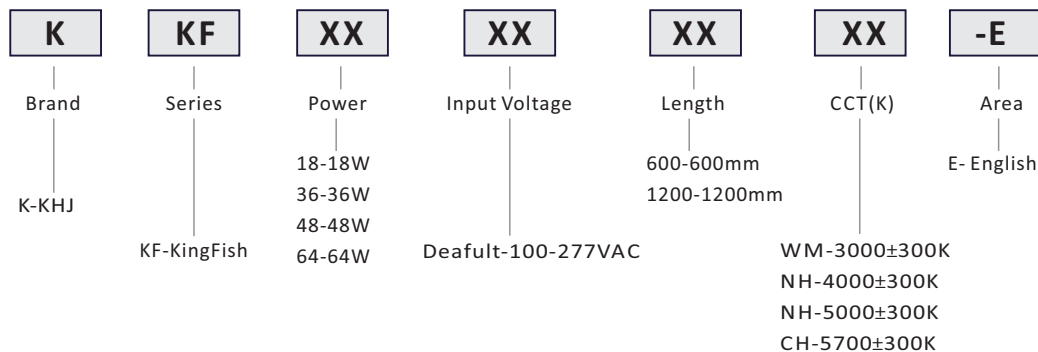 K KF XX XX XX XX -E
Brand Series Power Input Voltage Length CCT(K) Area
18-18W 600-600mm E- English
36-36W 1200-1200mm
K-KHJ
48-48W
KF-KingFish 64-64W Deafult-100-277VAC WM-3000±300K
NH-4000±300K
NH-5000±300K
CH-5700±300K